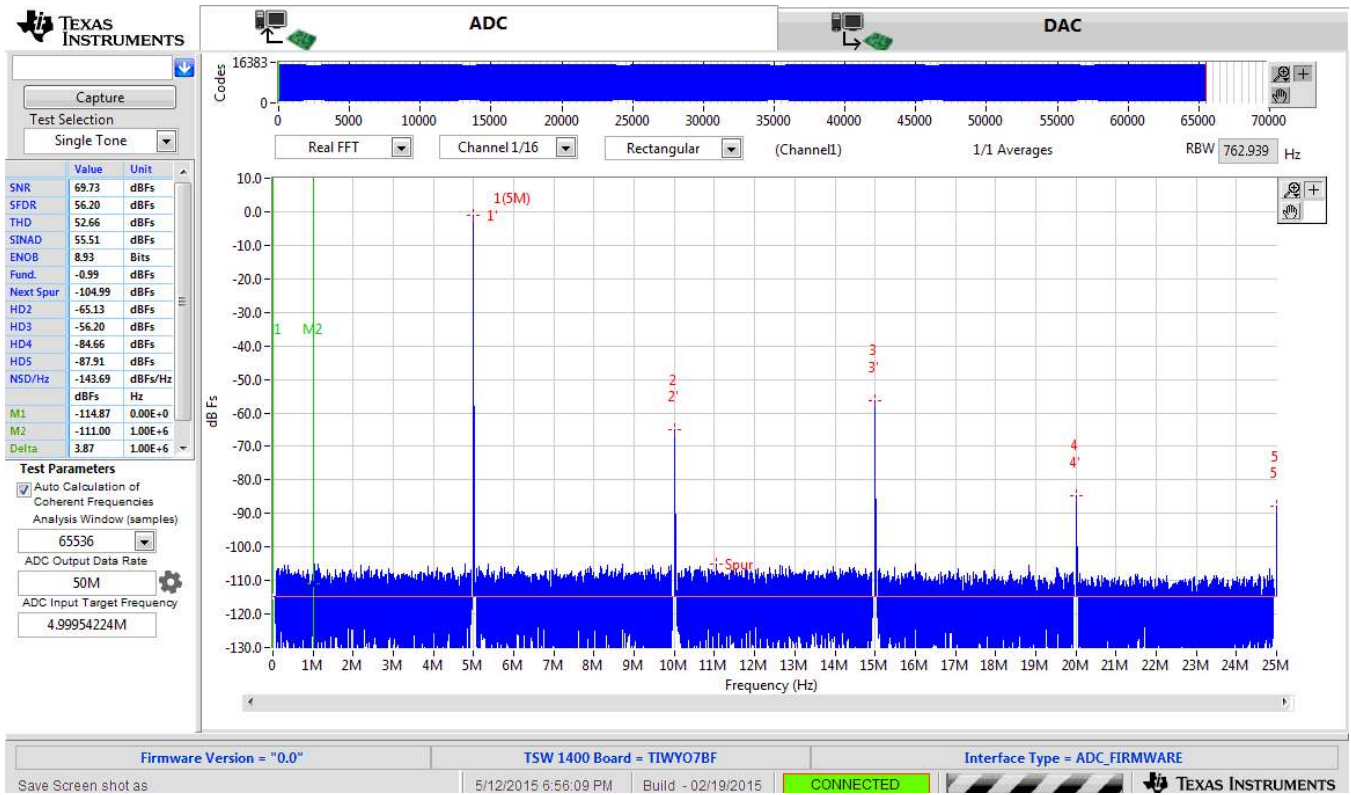 TEXAS
INSTRUMENTS
ADC
DAC
Capture
Test Selection
Single Tone
Value Unit
SNR 69.73 dBFs
SFDR 56.20 dBFs
THD 52.66 dBFs
SINAD 55.51 dBFs
ENOB 8.93 Bits
Fund. -0.99 dBFs
Next Spur -104.99 dBFs
HD2 -65.13 dBFs
HD3 -56.20 dBFs
HD4 -84.66 dBFs
HD5 -87.91 dBFs
NSD/Hz -143.69 dBFs/Hz
dBFs Hz
M1 -114.87 0.00E+0
M2 -111.00 1.00E+6
Delta 3.87 1.00E+6
Test Parameters
Auto Calculation of
Coherent Frequencies
Analysis Window (samples)
65536
ADC Output Data Rate
50M
ADC Input Target Frequency
4.99954224M
Codes
16383
0
0 5000 10000 15000 20000 25000 30000 35000 40000 45000 50000 55000 60000 65000 70000
Real FFT Channel 1/16 Rectangular (Channel1) 1/1 Averages RBW 762.939 Hz
10.0
0.0
-10.0
-20.0
-30.0
-40.0
-50.0
-60.0
-70.0
-80.0
-90.0
-100.0
-110.0
-120.0
-130.0
dB Fs
1(5M)
1'
1 M2
2
2'
3
3'
4
4'
5
5
Spur
0 1M 2M 3M 4M 5M 6M 7M 8M 9M 10M 11M 12M 13M 14M 15M 16M 17M 18M 19M 20M 21M 22M 23M 24M 25M
Frequency (Hz)
Firmware Version = "0.0" TSW 1400 Board = TIWYO7BF Interface Type = ADC_FIRMWARE
Save Screen shot as 5/12/2015 6:56:09 PM Build - 02/19/2015 CONNECTED TEXAS INSTRUMENTS